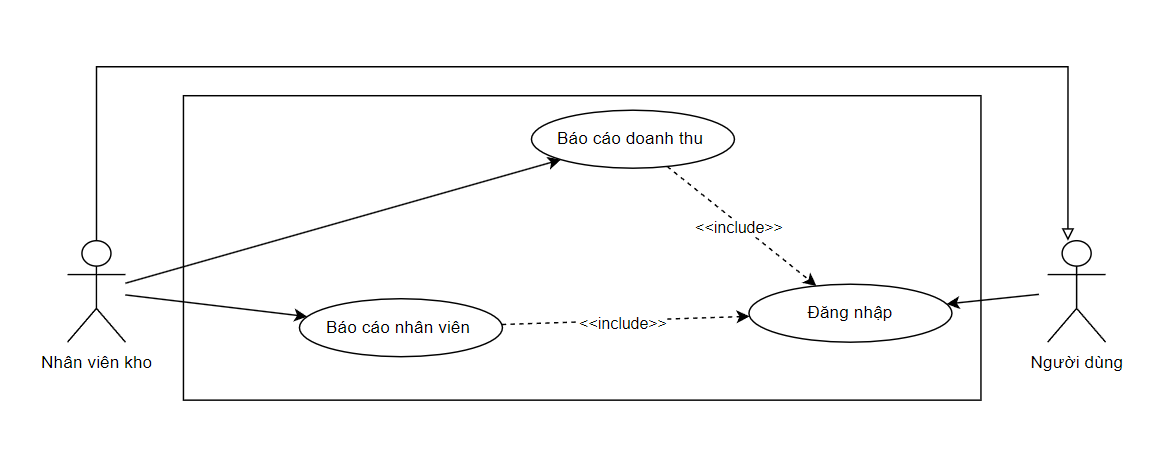 Báo cáo doanh thu
<<include>>
Báo cáo nhân viên
<<include>>
Đăng nhập
Nhân viên kho
Người dùng